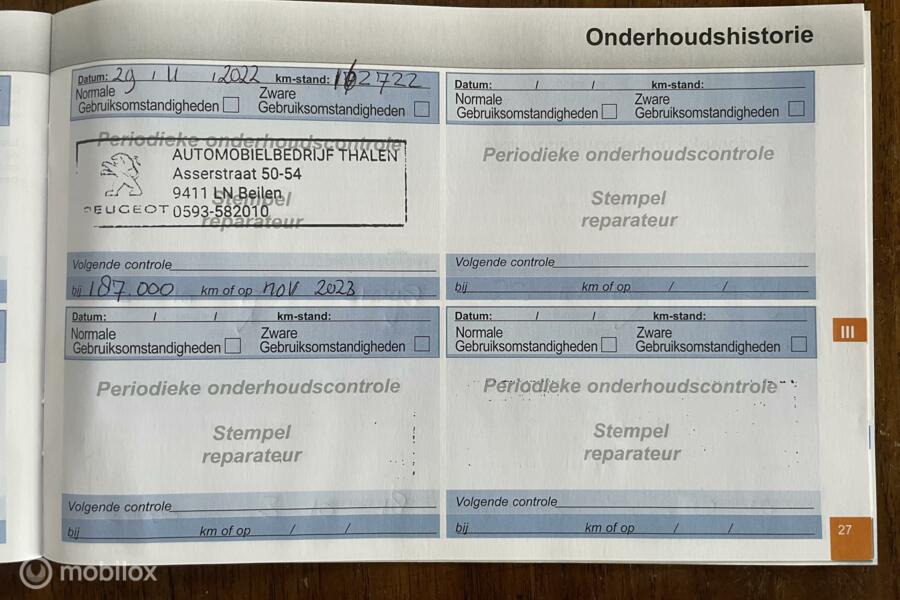 Onderhoudshistorie
Datum: 29 / 11 / 2022 km-stand: 162722
Normale Gebruiksomstandigheden
Zware Gebruiksomstandigheden
Periodieke onderhoudscontrole
Stempel
reparateur
AUTOMOBIELBEDRIJF THALEN
Asserstraat 50-54
9411 LN Beilen
PEUGEOT 0593-582010
Volgende controle
bij 187.000 km of op nov 2023
Datum: / / km-stand:
Normale Gebruiksomstandigheden
Zware Gebruiksomstandigheden
Periodieke onderhoudscontrole
Stempel
reparateur
Volgende controle
bij km of op / /
Datum: / / km-stand:
Normale Gebruiksomstandigheden
Zware Gebruiksomstandigheden
Periodieke onderhoudscontrole
Stempel
reparateur
Volgende controle
bij km of op / /
Datum: / / km-stand:
Normale Gebruiksomstandigheden
Zware Gebruiksomstandigheden
Periodieke onderhoudscontrole
Stempel
reparateur
Volgende controle
bij km of op / /
III
27
mobilox